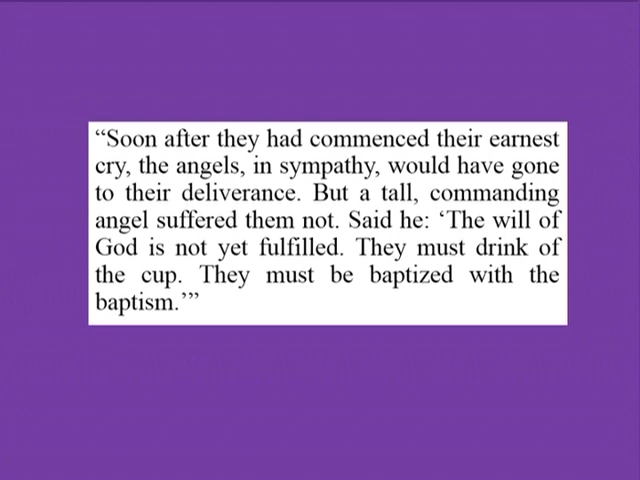 “Soon after they had commenced their earnest
cry, the angels, in sympathy, would have gone
to their deliverance. But a tall, commanding
angel suffered them not. Said he: ‘The will of
God is not yet fulfilled. They must drink of
the cup. They must be baptized with the
baptism.’”